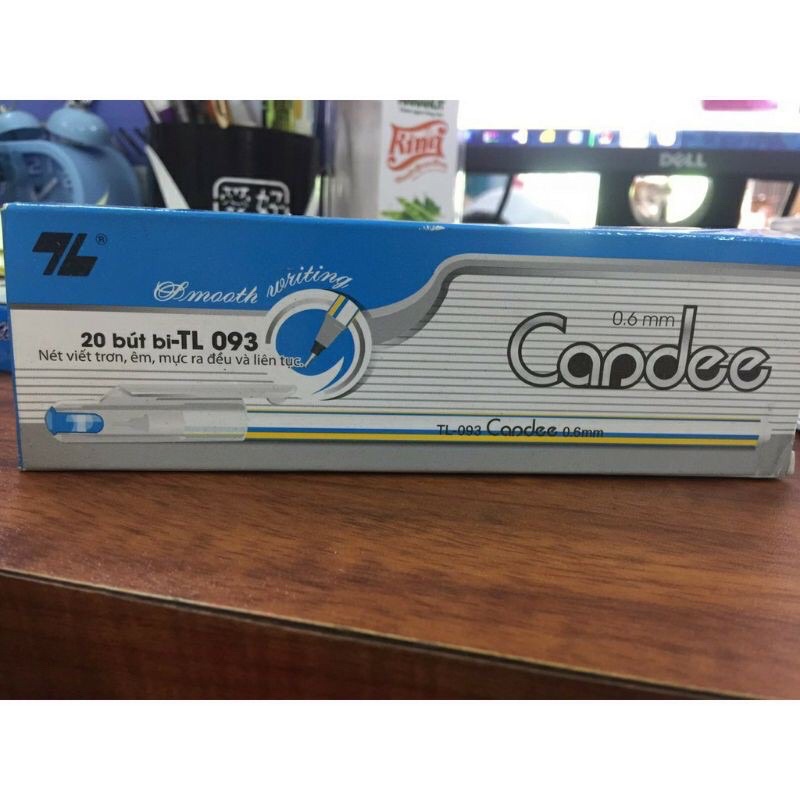 TL ®
Smooth writing
20 bút bi-TL 093
Nét viết trơn, êm, mực ra đều và liên tục.
0.6 mm
Candee
TL-093 Candee 0.6mm
King
DELL